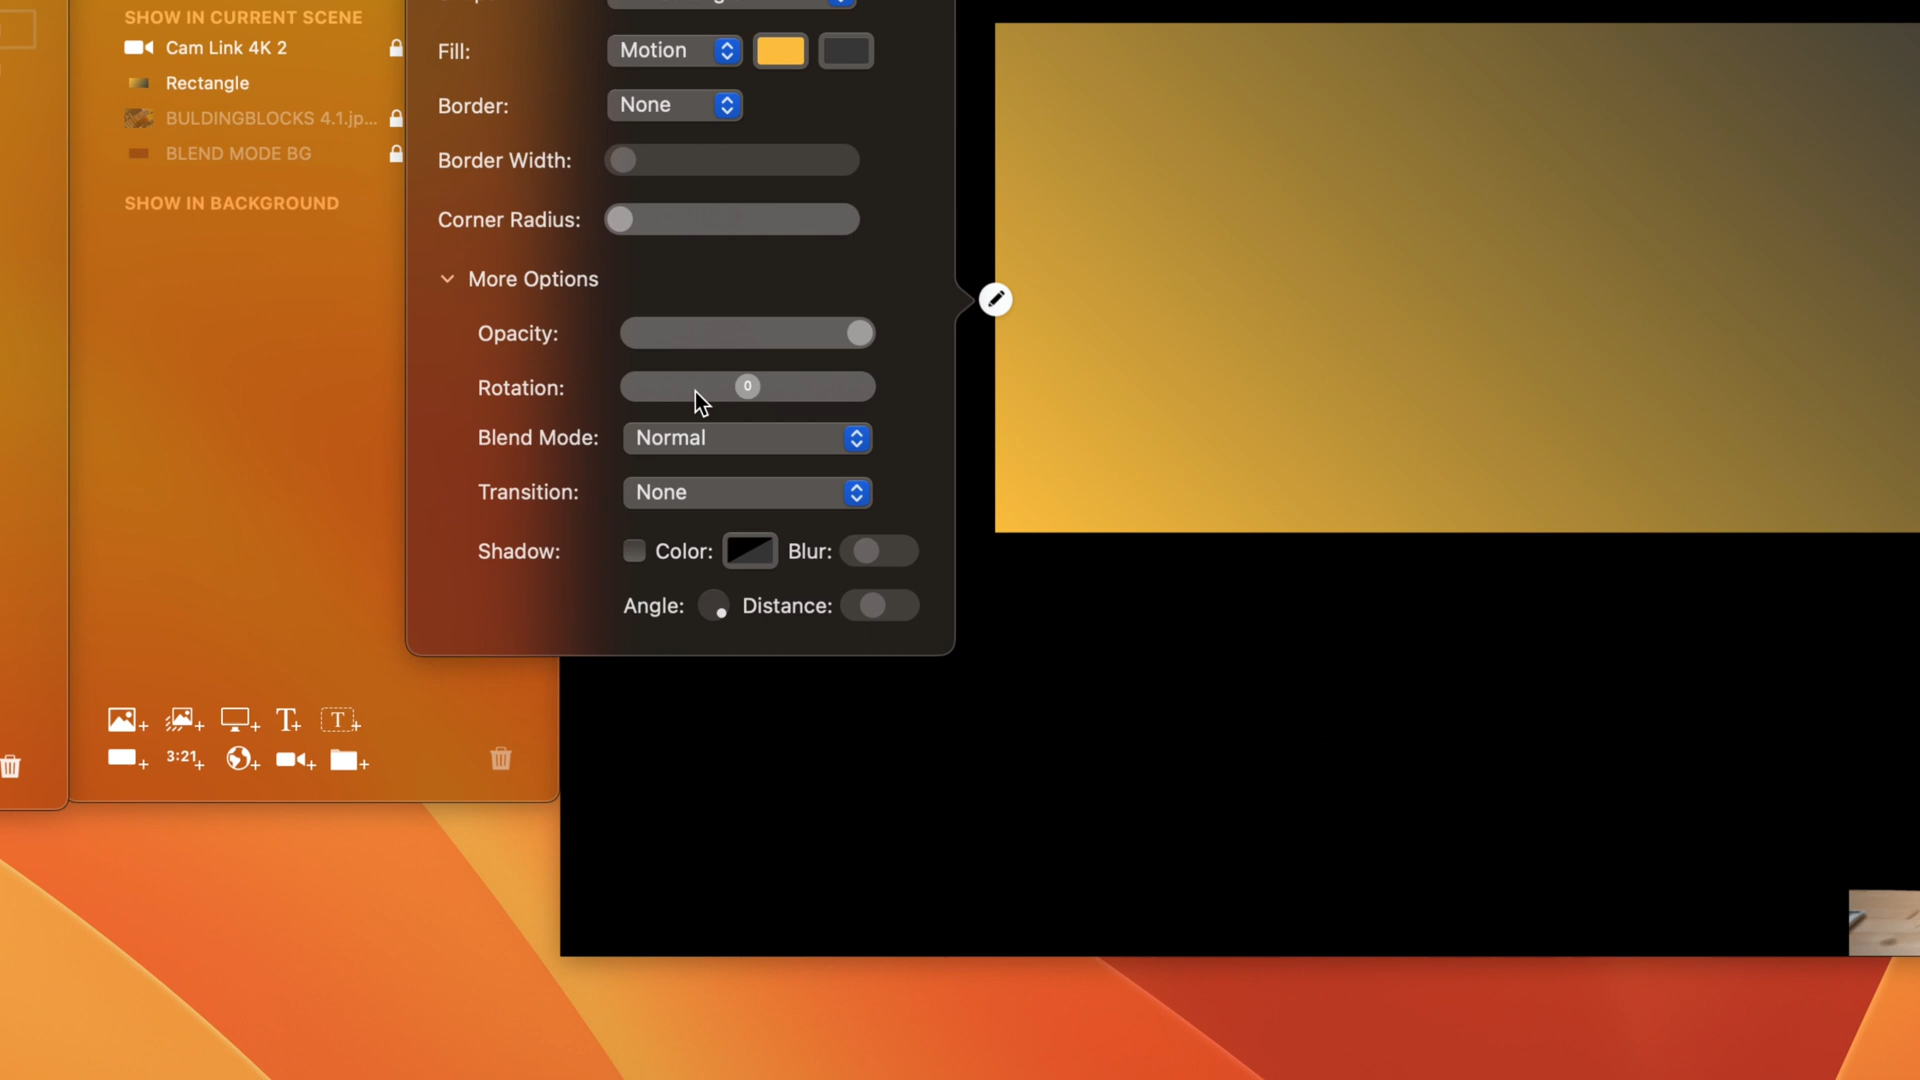 SHOW IN CURRENT SCENE
Cam Link 4K 2
Rectangle
BULDINGBLOCKS 4.1.jp...
BLEND MODE BG
SHOW IN BACKGROUND
Fill:
Motion
Border:
None
Border Width:
Corner Radius:
More Options
Opacity:
Rotation:
0
Blend Mode:
Normal
Transition:
None
Shadow:
Color:
Blur:
Angle:
Distance:
T+
T+
3:21+